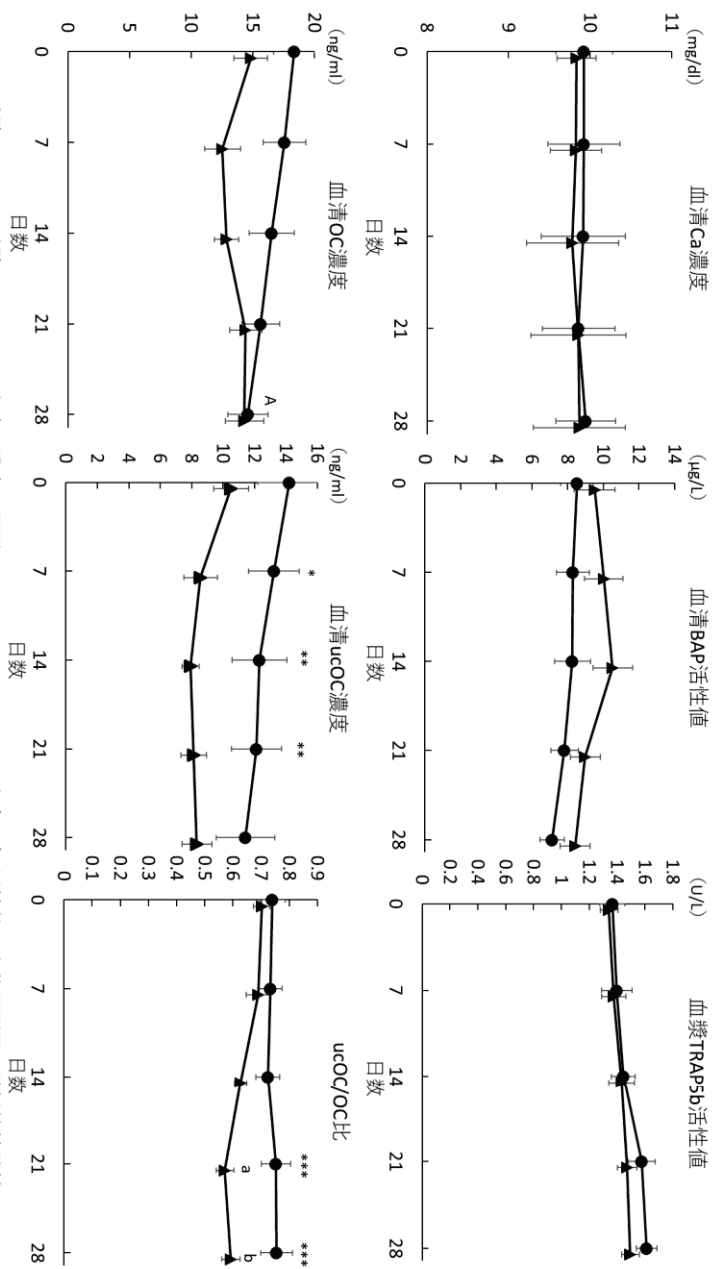 血清Ca濃度
(mg/dl)
11
10
9
8
0 7 14 21 28
日数
血清BAP活性値
(μg/L)
14
12
10
8
6
4
2
0
0 7 14 21 28
日数
血漿TRAP5b活性値
(U/L)
1.8
1.6
1.4
1.2
1
0.8
0.6
0.4
0.2
0
0 7 14 21 28
日数
血清OC濃度
(ng/ml)
20
15
10
5
0
A
0 7 14 21 28
日数
血清ucOC濃度
(ng/ml)
16
14
12
10
8
6
4
2
0
* ** **
0 7 14 21 28
日数
ucOC/OC比
0.9
0.8
0.7
0.6
0.5
0.4
0.3
0.2
0.1
0
*** ***
a b
0 7 14 21 28
日数